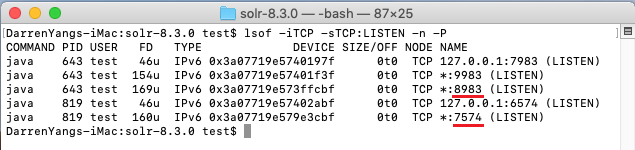 solr-8.3.0 — -bash — 87×25
[DarrenYangs-iMac:solr-8.3.0 test$ lsof -iTCP -sTCP:LISTEN -n -P ]
COMMAND PID USER FD TYPE DEVICE SIZE/OFF NODE NAME
java 643 test 46u IPv6 0x3a07719e5740197f 0t0 TCP 127.0.0.1:7983 (LISTEN)
java 643 test 154u IPv6 0x3a07719e57401f3f 0t0 TCP *:9983 (LISTEN)
java 643 test 169u IPv6 0x3a07719e573ffcbf 0t0 TCP *:8983 (LISTEN)
java 819 test 46u IPv6 0x3a07719e57402abf 0t0 TCP 127.0.0.1:6574 (LISTEN)
java 819 test 160u IPv6 0x3a07719e579e3cbf 0t0 TCP *:7574 (LISTEN)
DarrenYangs-iMac:solr-8.3.0 test$